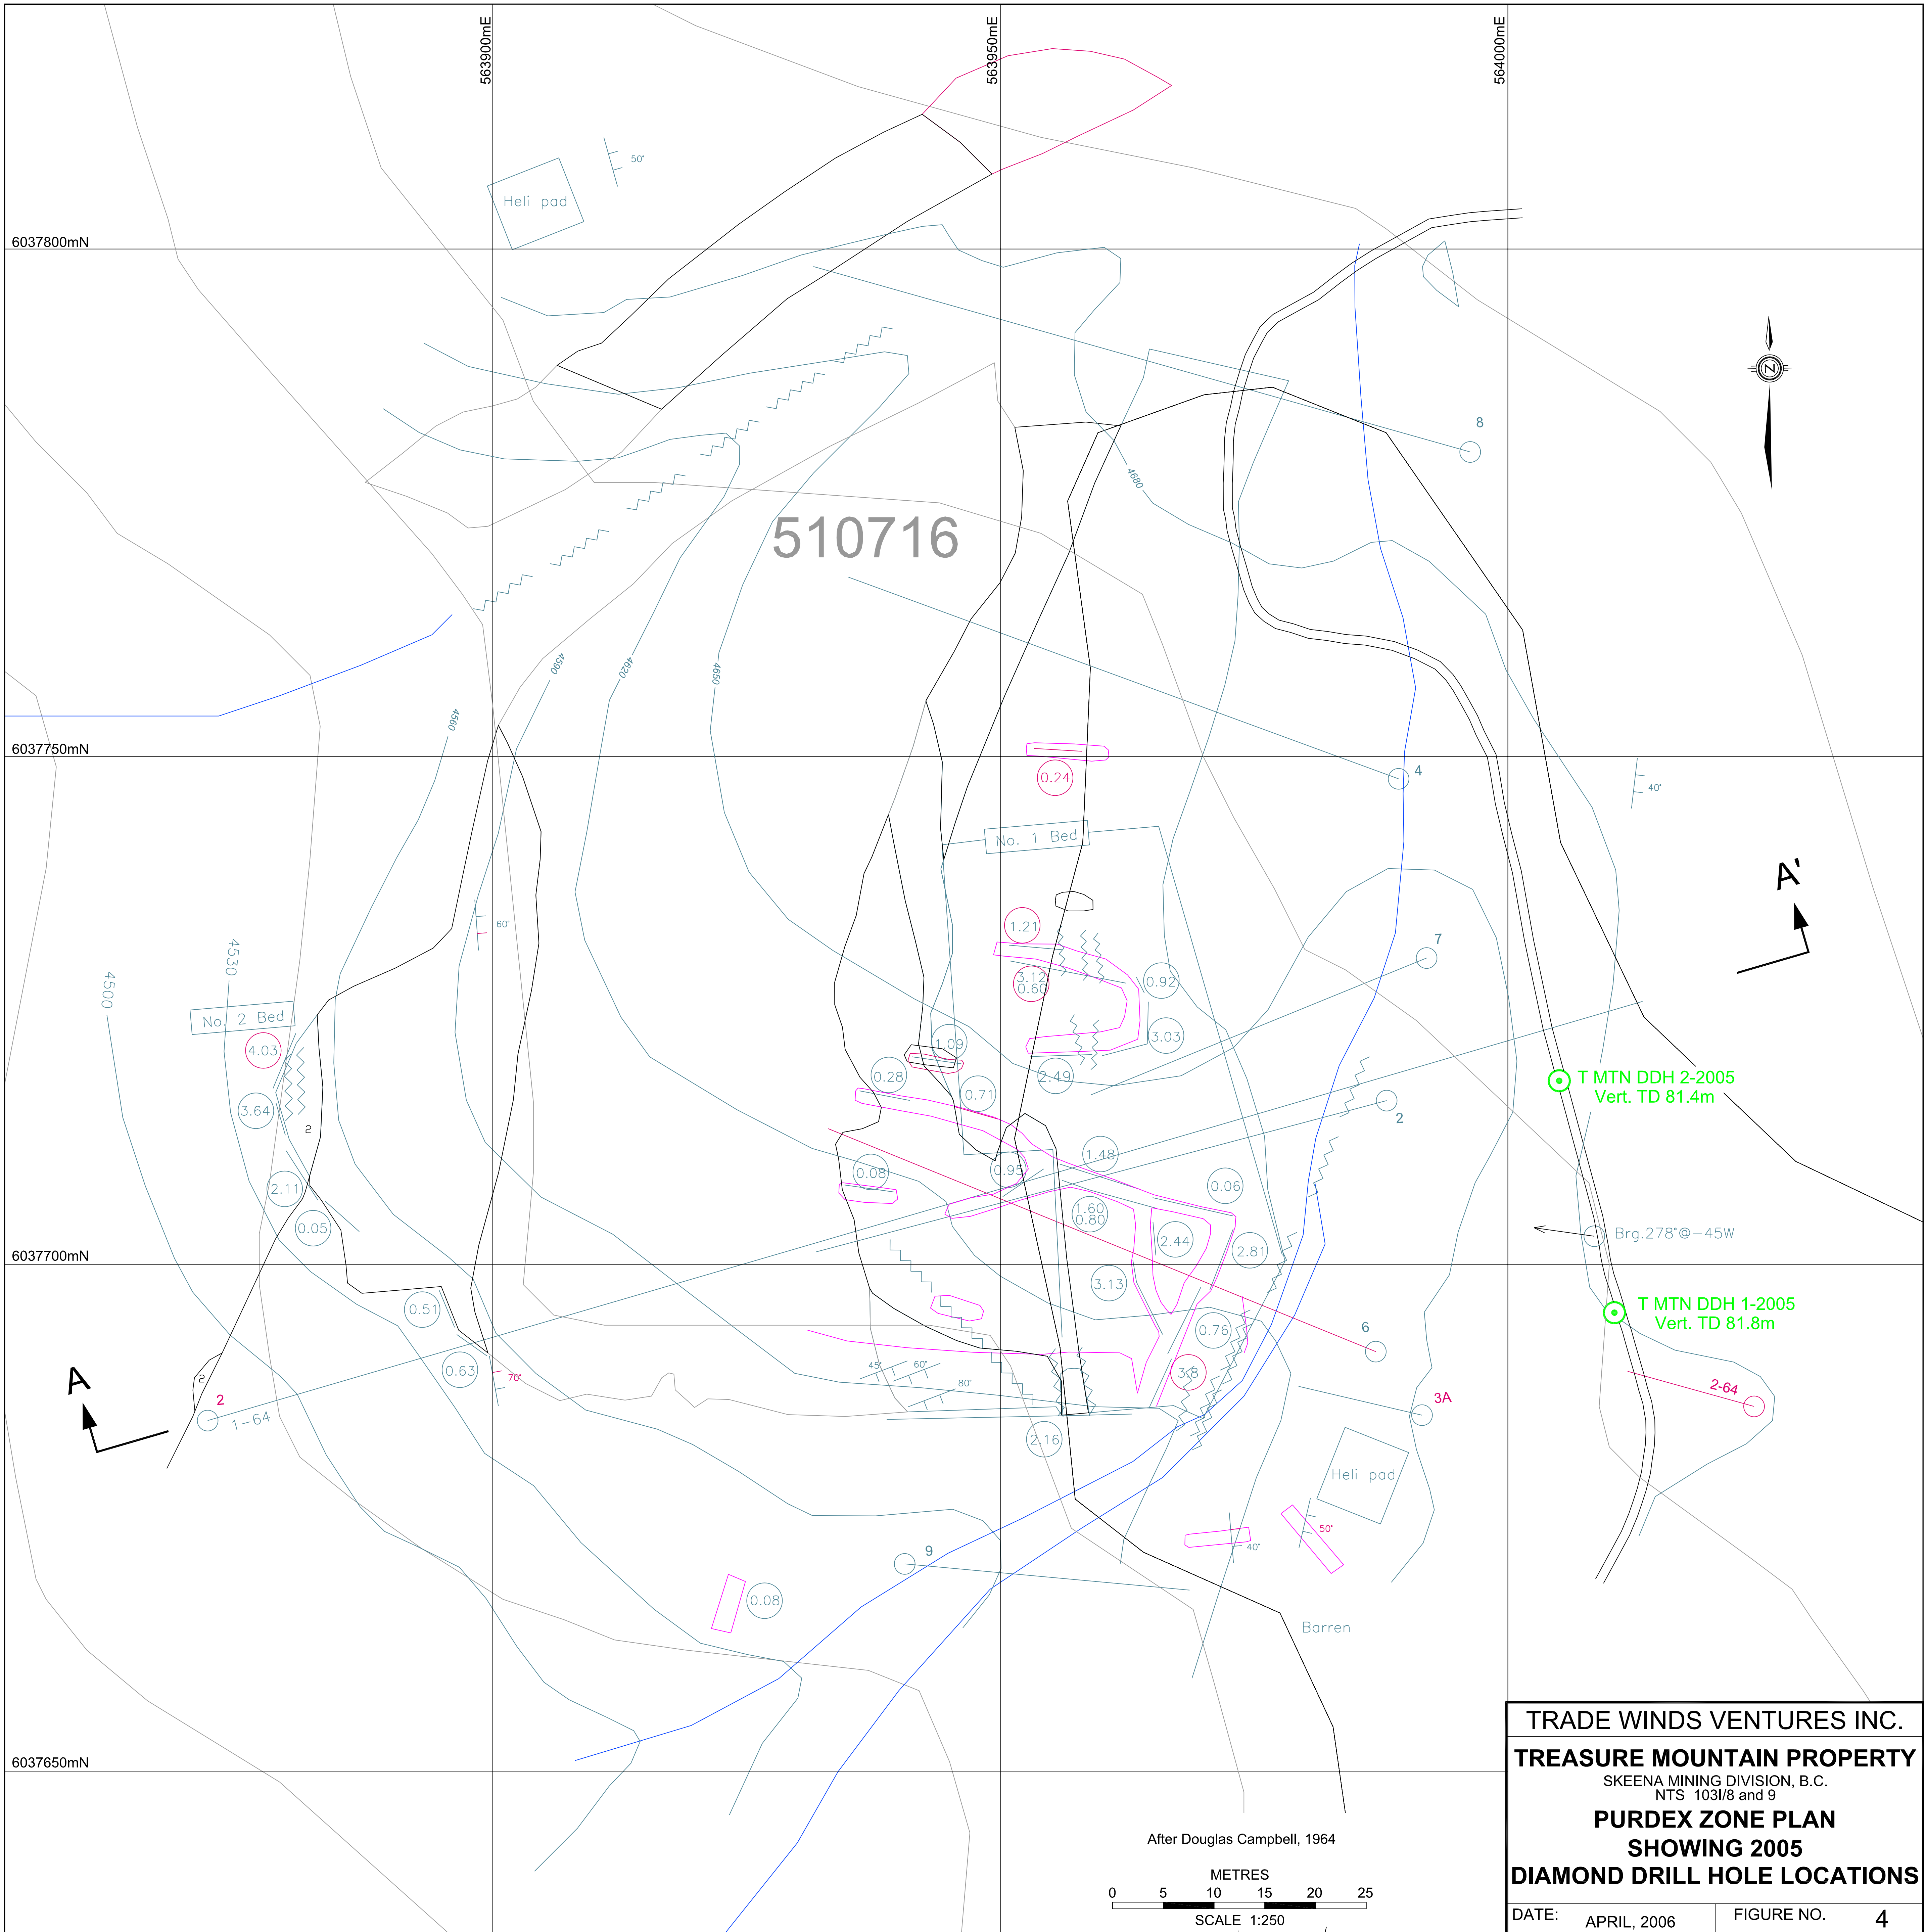 563900mE
563950mE
564000mE
50°
Heli pad
6037800mN
N
8
4680
510716
4590
4620
4650
4560
6037750mN
0.24
4
40°
No. 1 Bed
A'
60°
1.21
7
4530
4500
3.12
0.60
0.92
No. 2 Bed
4.03
1.09
3.03
0.28
2.49
T MTN DDH 2-2005
Vert. TD 81.4m
0.71
3.64
2
2
1.48
0.95
0.08
2.11
0.06
1.60
0.80
0.05
2.44
Brg.278°@-45W
2.81
3.13
0.51
T MTN DDH 1-2005
Vert. TD 81.8m
0.76
6
45°
60°
0.63
70°
3.8
80°
A
2
2
1-64
2-64
3A
2.16
Heli pad
50°
40°
9
0.08
Barren
6037700mN
6037650mN
After Douglas Campbell, 1964
METRES
0 5 10 15 20 25
SCALE 1:250
TRADE WINDS VENTURES INC.
TREASURE MOUNTAIN PROPERTY
SKEENA MINING DIVISION, B.C.
NTS 103I/8 and 9
PURDEX ZONE PLAN
SHOWING 2005
DIAMOND DRILL HOLE LOCATIONS
DATE: APRIL, 2006
FIGURE NO. 4